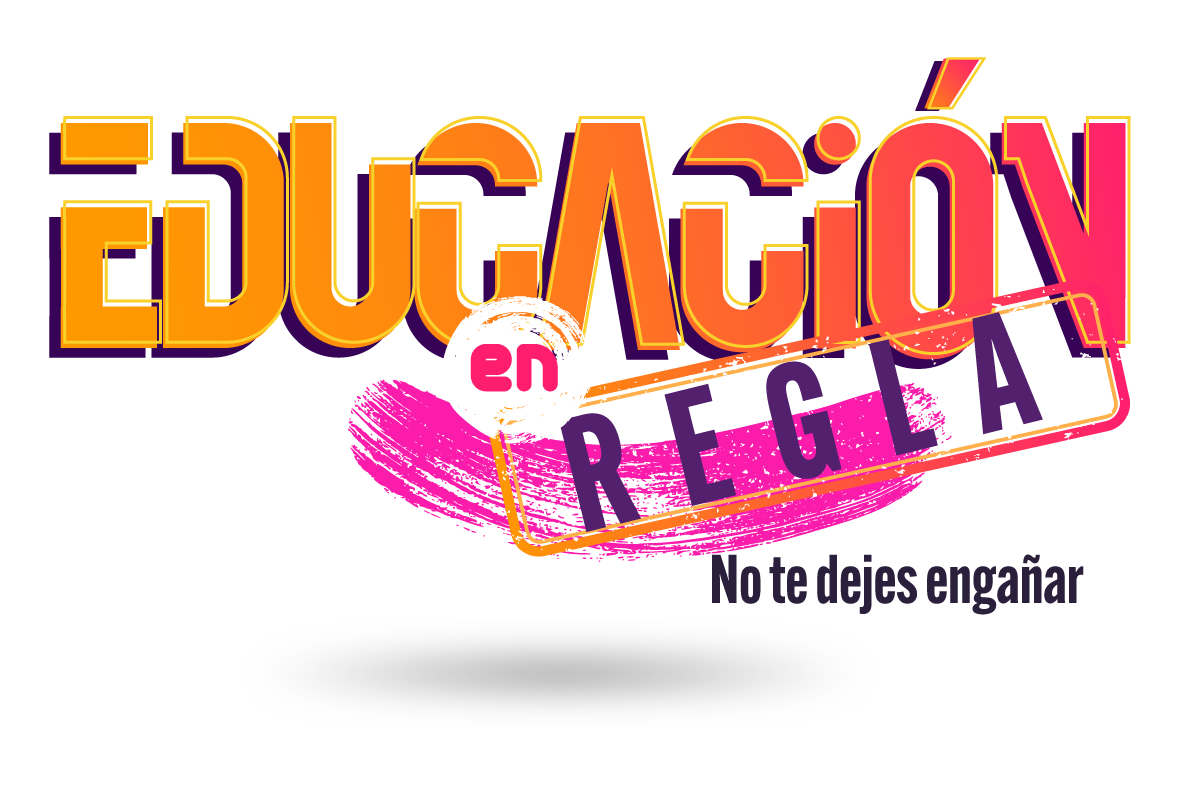 EDUCACiÓN
en
REGLA
No te dejes engañar